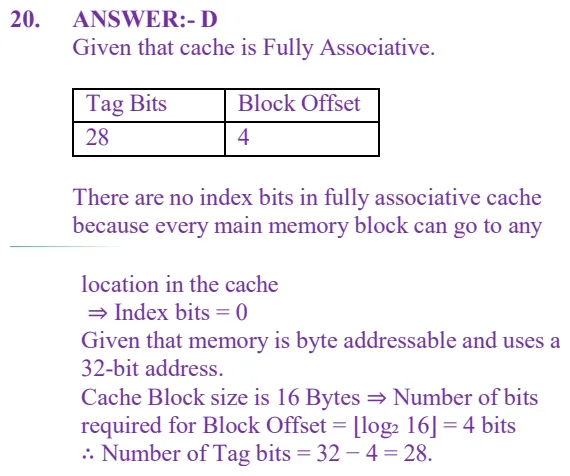 20. ANSWER:- D
Given that cache is Fully Associative.
Tag Bits Block Offset
28 4
There are no index bits in fully associative cache
because every main memory block can go to any
location in the cache
⇒ Index bits = 0
Given that memory is byte addressable and uses a
32-bit address.
Cache Block size is 16 Bytes ⇒ Number of bits
required for Block Offset = ⌊log₂ 16⌋ = 4 bits
∴ Number of Tag bits = 32 − 4 = 28.